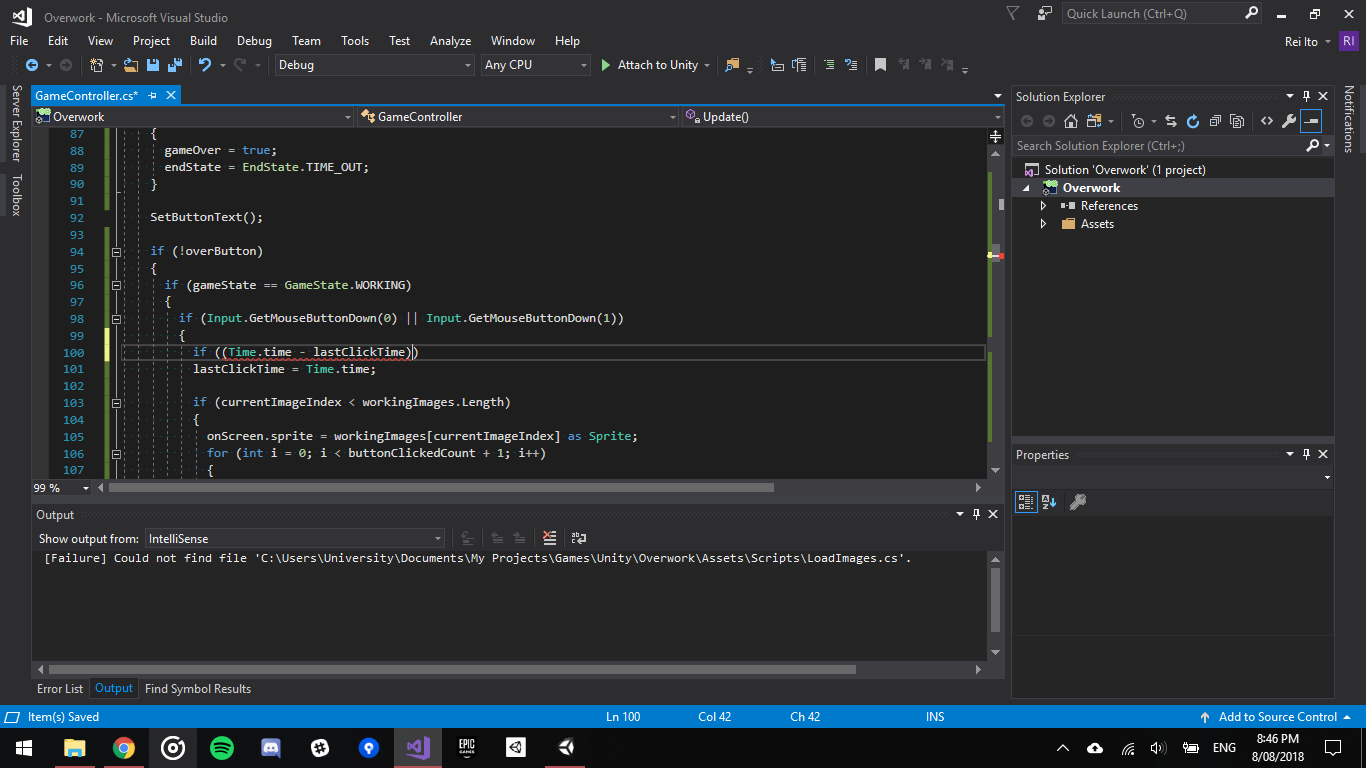 Overwork - Microsoft Visual Studio
Quick Launch (Ctrl+Q)
File Edit View Project Build Debug Team Tools Test Analyze Window Help
Rei Ito RI
Debug Any CPU Attach to Unity
Server Explorer
Toolbox
GameController.cs*
Overwork GameController Update()
87 {
88 gameOver = true;
89 endState = EndState.TIME_OUT;
90 }
91
92 SetButtonText();
93
94 if (!overButton)
95 {
96 if (gameState == GameState.WORKING)
97 {
98 if (Input.GetMouseButtonDown(0) || Input.GetMouseButtonDown(1))
99 {
100 if ((Time.time - lastClickTime))
101 lastClickTime = Time.time;
102
103 if (currentImageIndex < workingImages.Length)
104 {
105 onScreen.sprite = workingImages[currentImageIndex] as Sprite;
106 for (int i = 0; i < buttonClickedCount + 1; i++)
107 {
99 %
Output
Show output from: IntelliSense
[Failure] Could not find file 'C:\Users\University\Documents\My Projects\Games\Unity\Overwork\Assets\Scripts\LoadImages.cs'.
Error List Output Find Symbol Results
Solution Explorer
Search Solution Explorer (Ctrl+;)
Solution 'Overwork' (1 project)
Overwork
References
Assets
Properties
Notifications
Item(s) Saved Ln 100 Col 42 Ch 42 INS Add to Source Control
EPIC GAMES
ENG
8:46 PM
8/08/2018